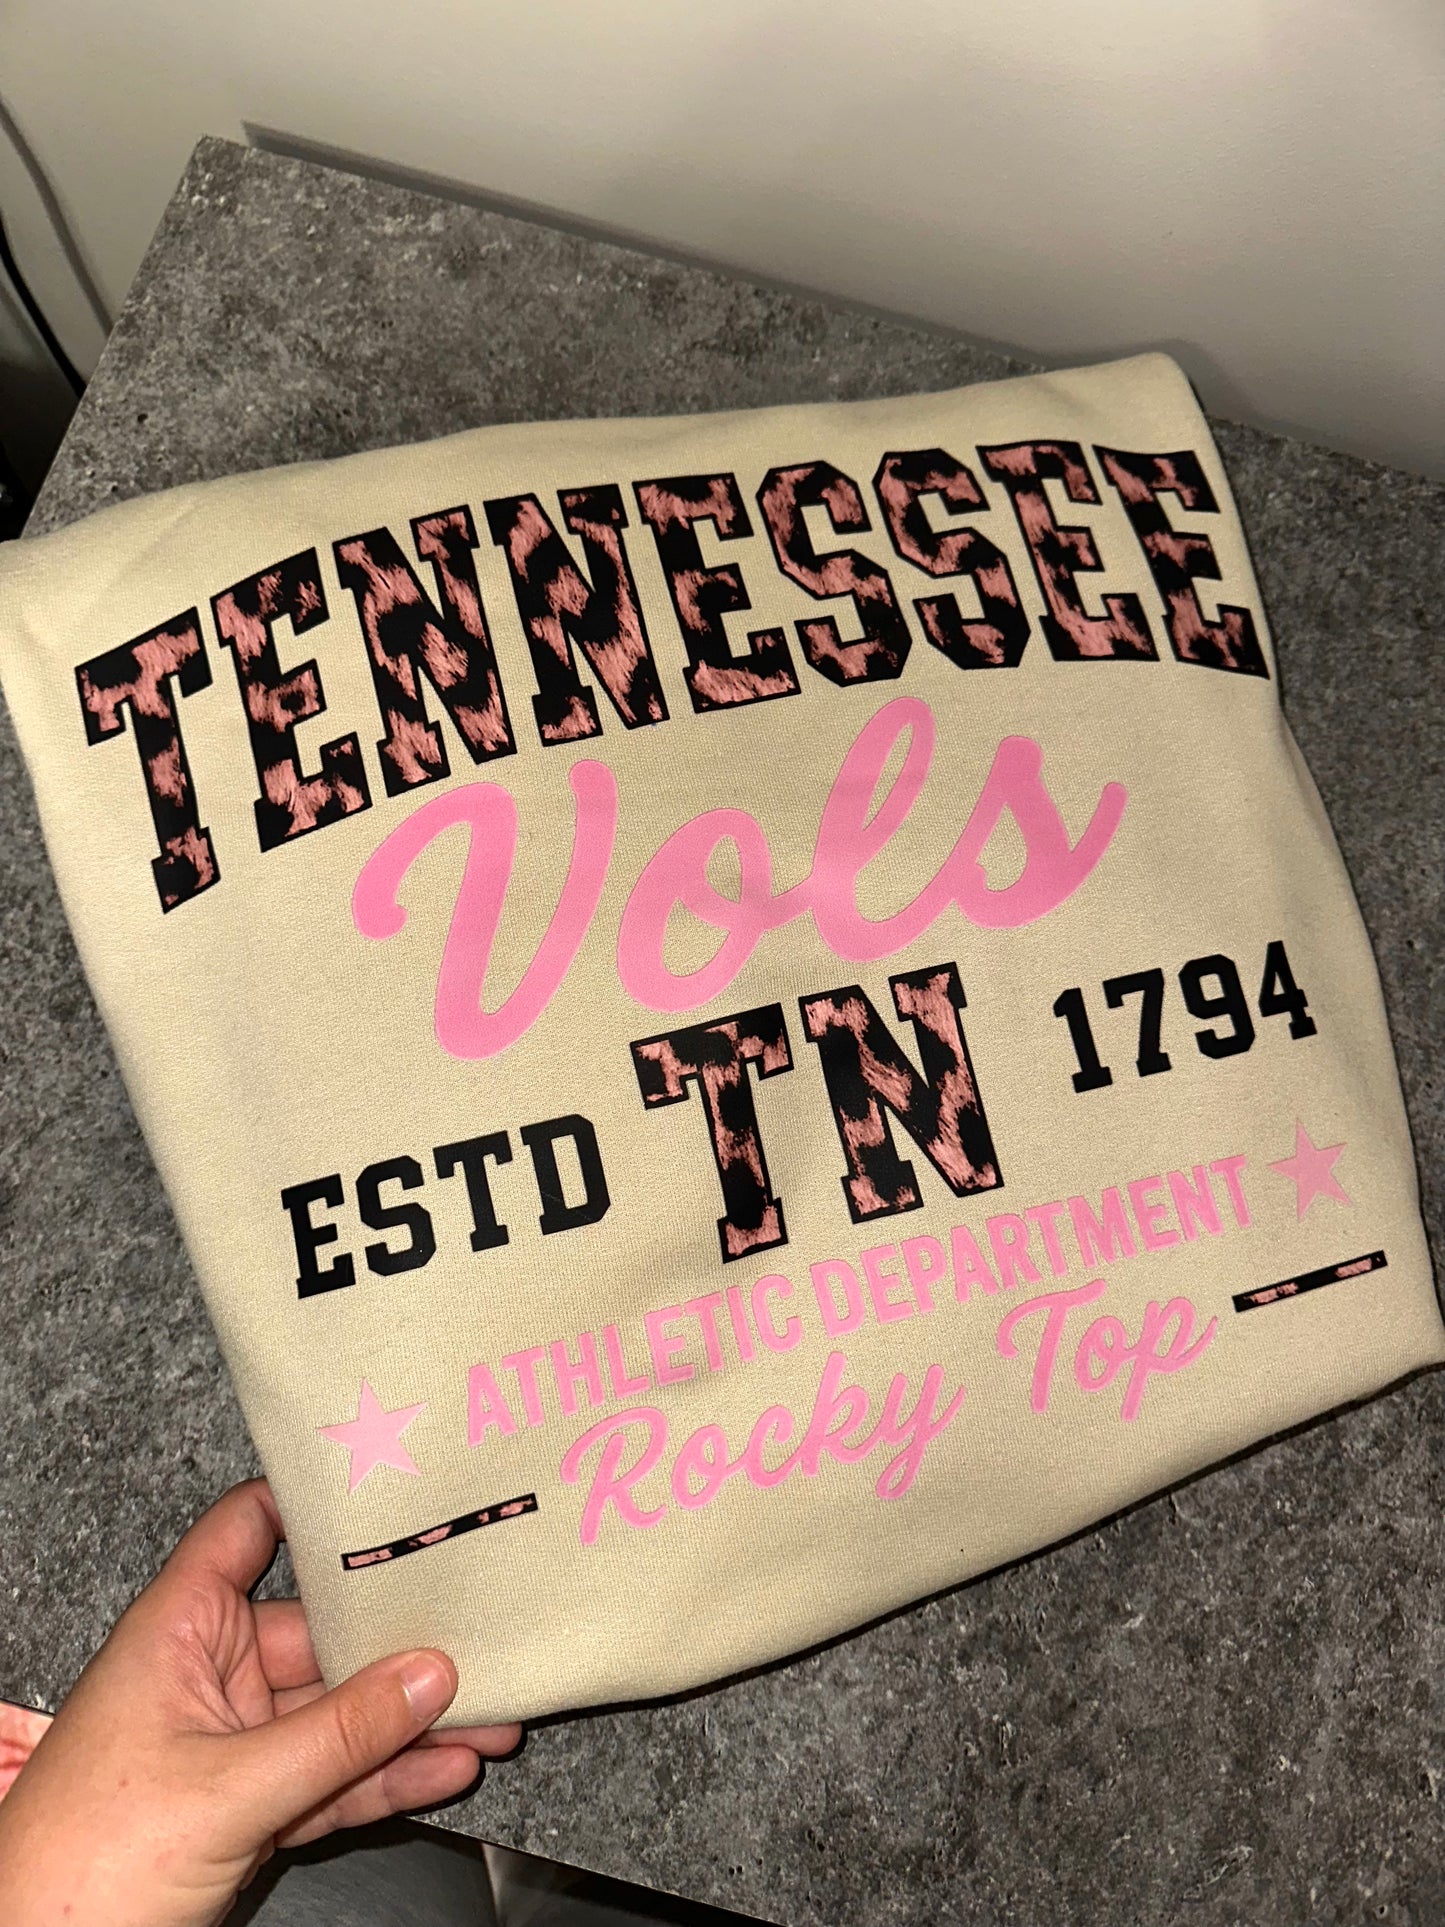 TENNESSEE
Vols
ESTD TN 1794
ATHLETIC DEPARTMENT
Rocky Top